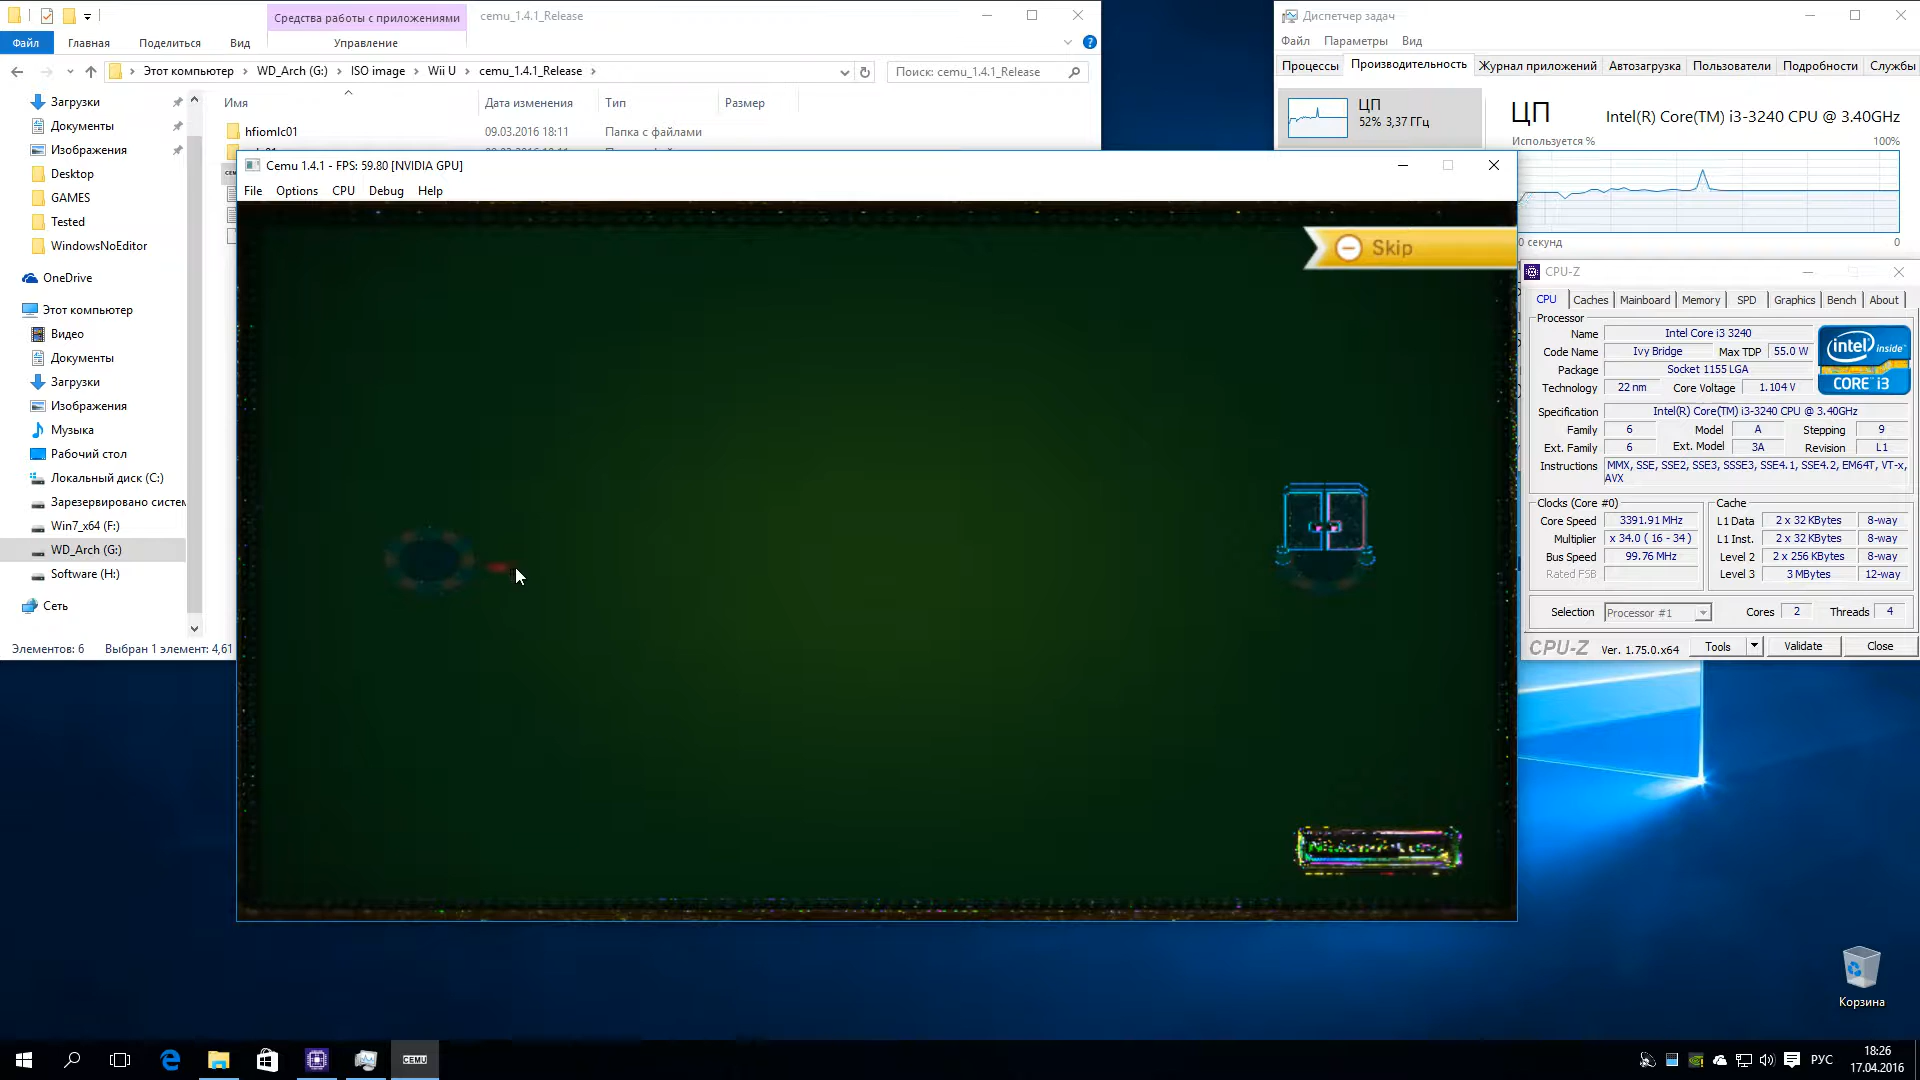 Средства работы с приложениями
cemu_1.4.1_Release
Файл
Главная
Поделиться
Вид
Управление
Этот компьютер
WD_Arch (G:)
ISO image
Wii U
cemu_1.4.1_Release
Поиск: cemu_1.4.1_Release
Загрузки
Документы
Изображения
Desktop
GAMES
Tested
WindowsNoEditor
OneDrive
Этот компьютер
Видео
Документы
Загрузки
Изображения
Музыка
Рабочий стол
Локальный диск (C:)
Зарезервировано систем
Win7_x64 (F:)
WD_Arch (G:)
Software (H:)
Сеть
Имя
Дата изменения
Тип
Размер
hfiomlc01
09.03.2016 18:11
Папка с файлами
Элементов: 6
Выбран 1 элемент: 4,61
Cemu 1.4.1 - FPS: 59.80 [NVIDIA GPU]
File
Options
CPU
Debug
Help
Skip
Диспетчер задач
Файл
Параметры
Вид
Процессы
Производительность
Журнал приложений
Автозагрузка
Пользователи
Подробности
Службы
ЦП
52% 3,37 ГГц
ЦП
Intel(R) Core(TM) i3-3240 CPU @ 3.40GHz
Используется %
100%
0 секунд
0
CPU-Z
CPU
Caches
Mainboard
Memory
SPD
Graphics
Bench
About
Processor
Name
Intel Core i3 3240
Code Name
Ivy Bridge
Max TDP
55.0 W
Package
Socket 1155 LGA
Technology
22 nm
Core Voltage
1.104 V
intel inside
CORE i3
Specification
Intel(R) Core(TM) i3-3240 CPU @ 3.40GHz
Family
6
Model
A
Stepping
9
Ext. Family
6
Ext. Model
3A
Revision
L1
Instructions
MMX, SSE, SSE2, SSE3, SSSE3, SSE4.1, SSE4.2, EM64T, VT-x,
AVX
Clocks (Core #0)
Core Speed
3391.91 MHz
Multiplier
x 34.0 ( 16 - 34 )
Bus Speed
99.76 MHz
Rated FSB
Cache
L1 Data
2 x 32 KBytes
8-way
L1 Inst.
2 x 32 KBytes
8-way
Level 2
2 x 256 KBytes
8-way
Level 3
3 MBytes
12-way
Selection
Processor #1
Cores
2
Threads
4
CPU-Z
Ver. 1.75.0.x64
Tools
Validate
Close
Корзина
CEMU
РУС
18:26
17.04.2016